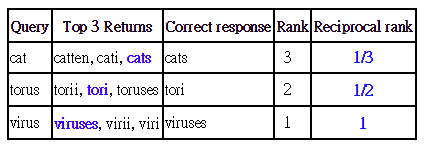 Query Top 3 Returns Correct response Rank Reciprocal rank
cat catten, cati, cats cats 3 1/3
torus torii, tori, toruses tori 2 1/2
virus viruses, virii, viri viruses 1 1